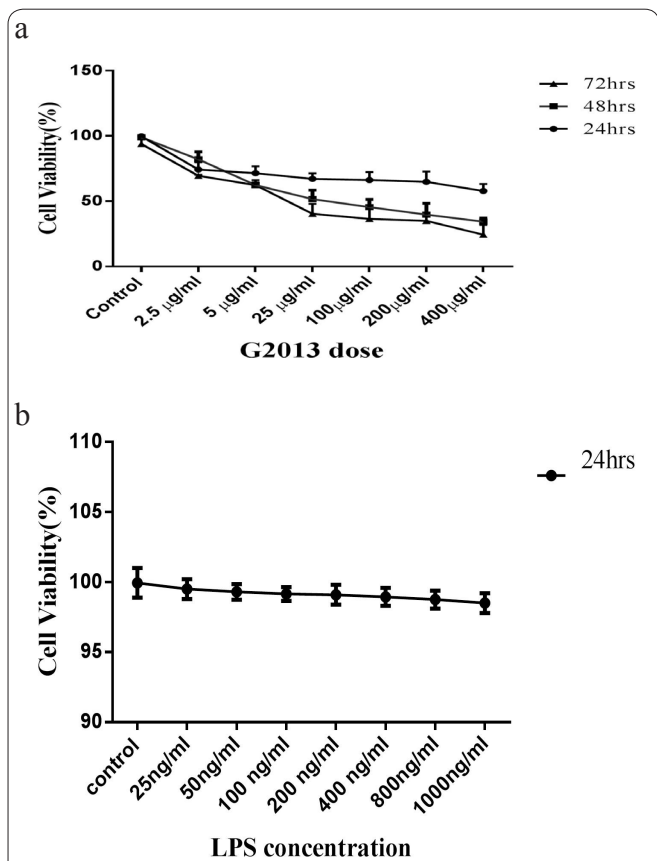 a
150
100
50
0
Cell Viability(%)
72hrs
48hrs
24hrs
Control
2.5 µg/ml
5 µg/ml
25 µg/ml
100µg/ml
200µg/ml
400µg/ml
G2013 dose
b
110
105
100
95
90
Cell Viability(%)
24hrs
control
25ng/ml
50ng/ml
100 ng/ml
200 ng/ml
400 ng/ml
800ng/ml
1000ng/ml
LPS concentration